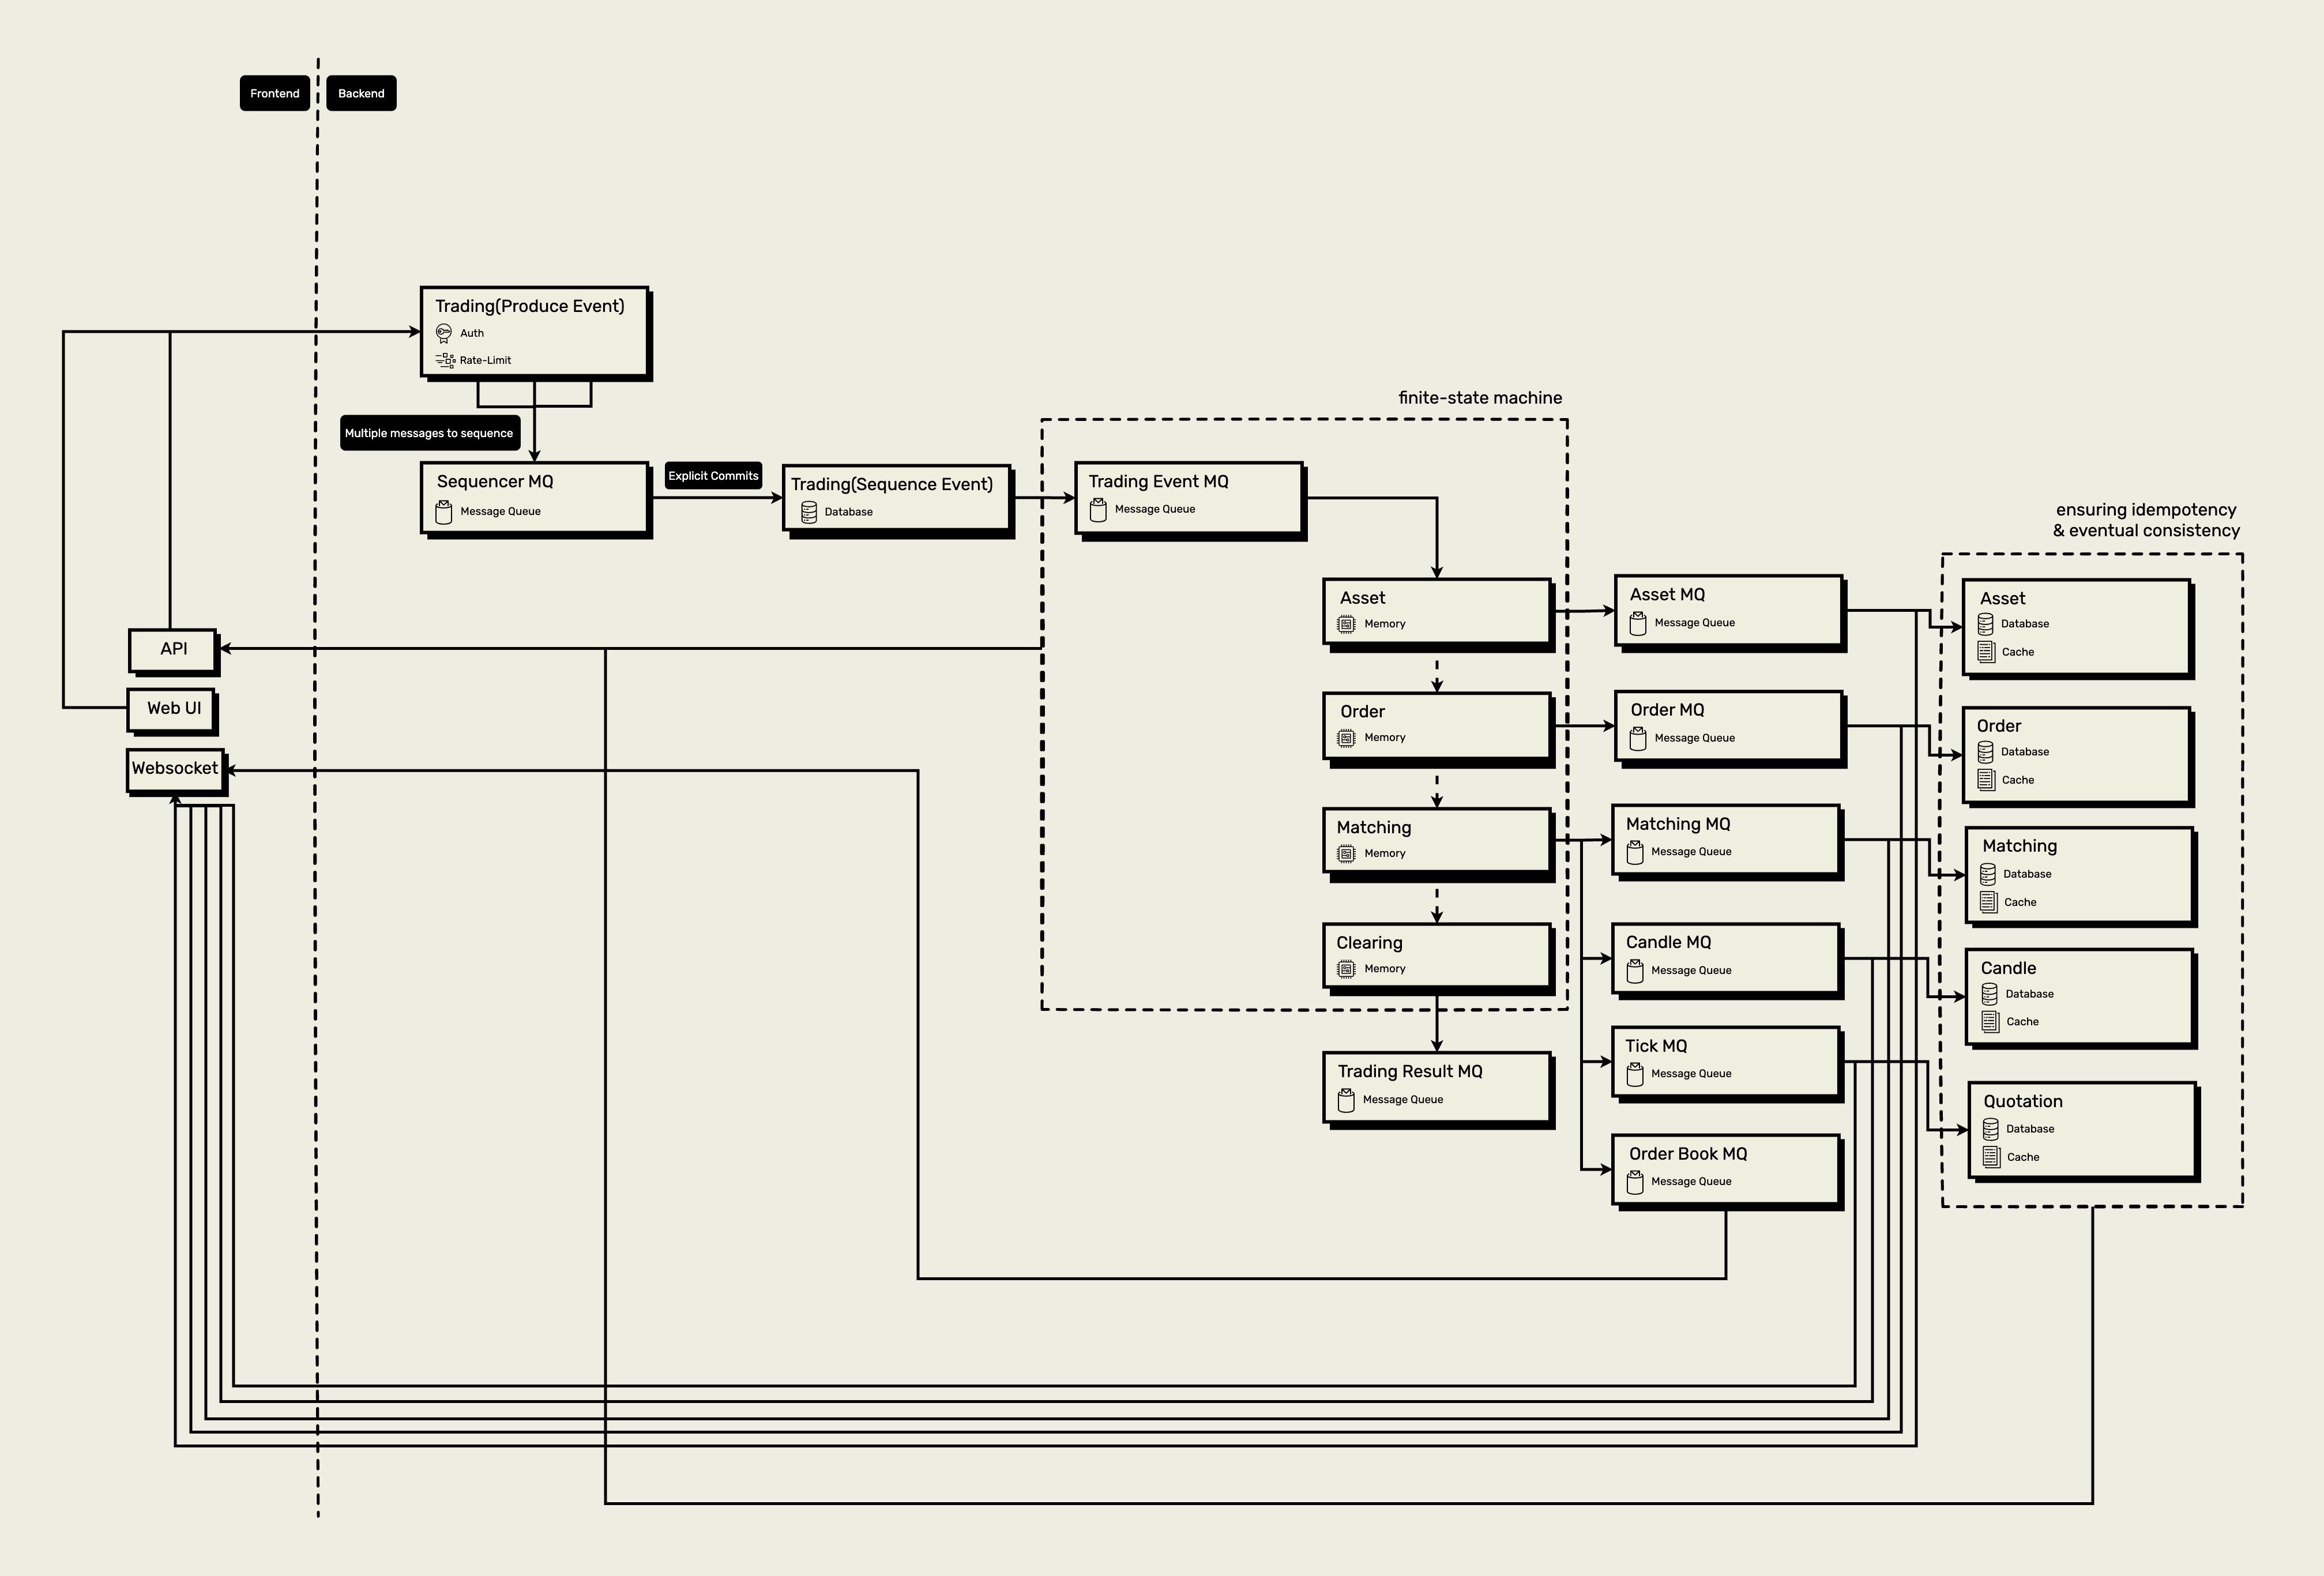 Frontend
Backend
Trading(Produce Event)
Auth
Rate-Limit
Multiple messages to sequence
Sequencer MQ
Message Queue
Explicit Commits
Trading(Sequence Event)
Database
finite-state machine
Trading Event MQ
Message Queue
ensuring idempotency
& eventual consistency
API
Web UI
Websocket
Asset
Memory
Order
Memory
Matching
Memory
Clearing
Memory
Trading Result MQ
Message Queue
Asset MQ
Message Queue
Order MQ
Message Queue
Matching MQ
Message Queue
Candle MQ
Message Queue
Tick MQ
Message Queue
Order Book MQ
Message Queue
Asset
Database
Cache
Order
Database
Cache
Matching
Database
Cache
Candle
Database
Cache
Quotation
Database
Cache